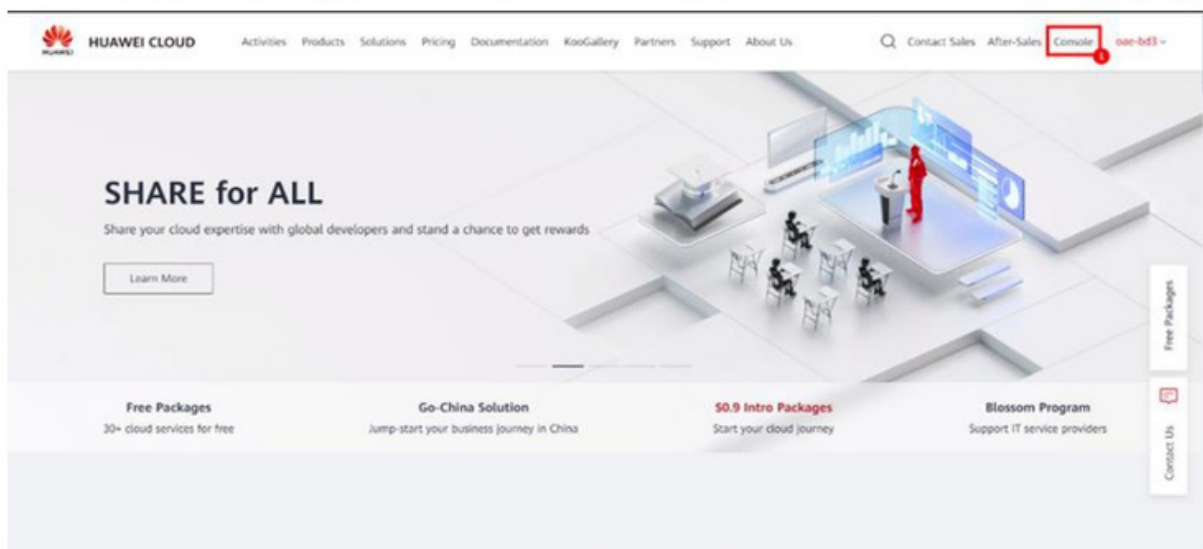 HUAWEI
HUAWEI CLOUD
Activities Products Solutions Pricing Documentation KooGallery Partners Support About Us
Contact Sales After-Sales Console oae-bd3
1
SHARE for ALL
Share your cloud expertise with global developers and stand a chance to get rewards
Learn More
Free Packages
Contact Us
Free Packages
30+ cloud services for free
Go-China Solution
Jump-start your business journey in China
$0.9 Intro Packages
Start your cloud journey
Blossom Program
Support IT service providers